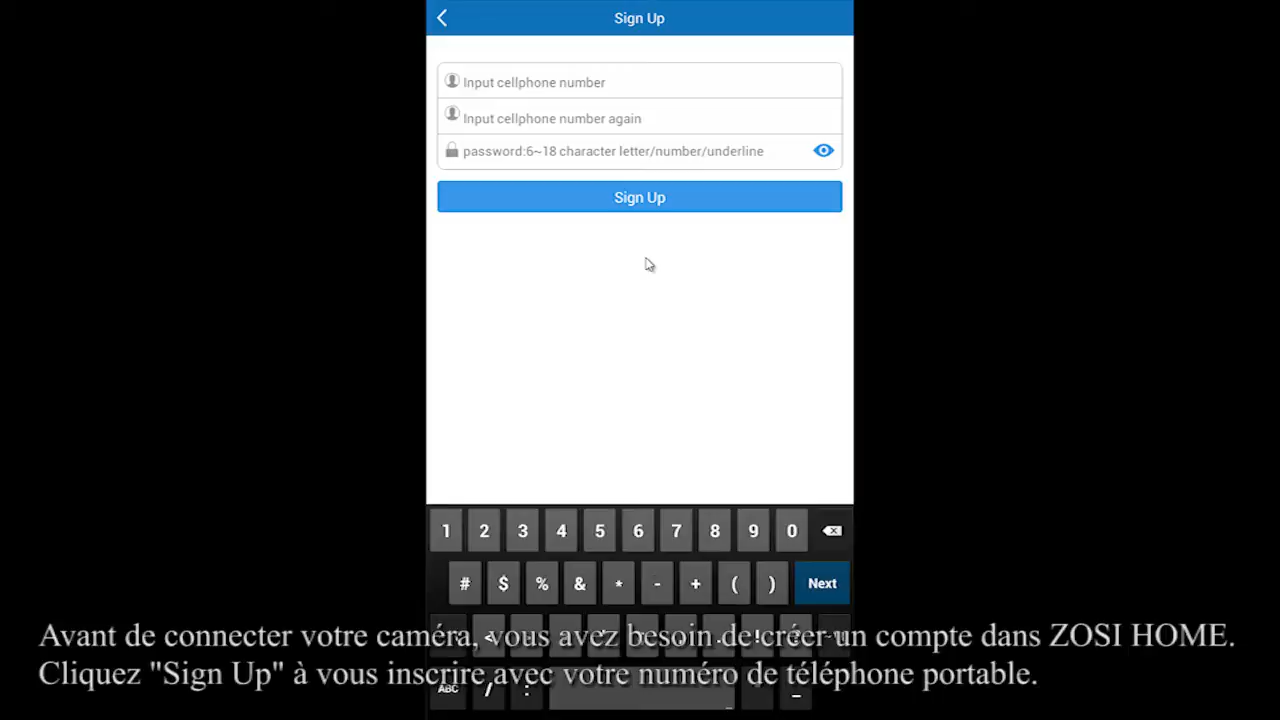 Sign Up
Input cellphone number
Input cellphone number again
password:6~18 character letter/number/underline
Sign Up
1 2 3 4 5 6 7 8 9 0
# $ % & * - + ( ) Next
Avant de connecter votre caméra, vous avez besoin de créer un compte dans ZOSI HOME.
Cliquez "Sign Up" à vous inscrire avec votre numéro de téléphone portable.
ABC / : _